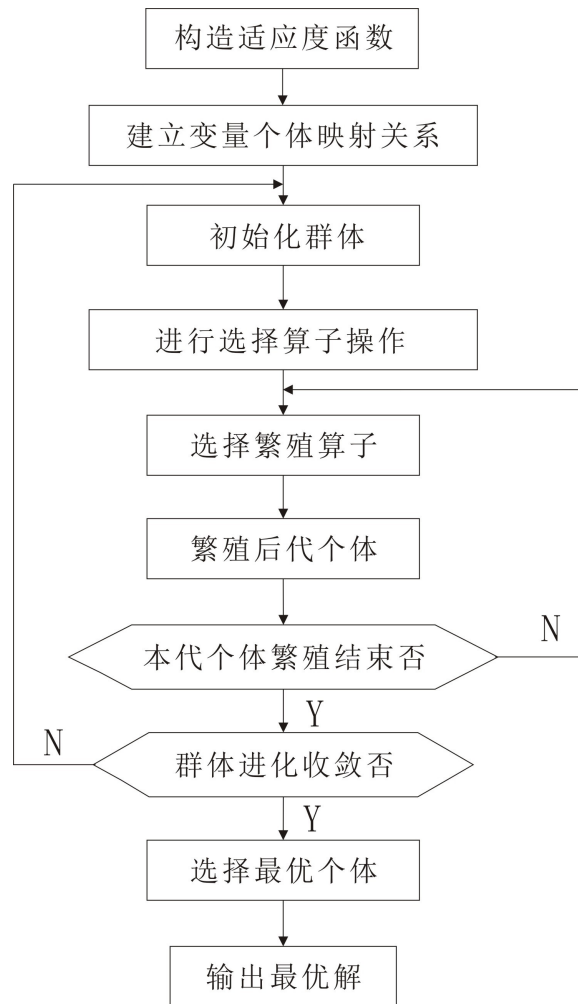 构造适应度函数
建立变量个体映射关系
初始化群体
进行选择算子操作
选择繁殖算子
繁殖后代个体
本代个体繁殖结束否
N
Y
N
群体进化收敛否
Y
选择最优个体
输出最优解